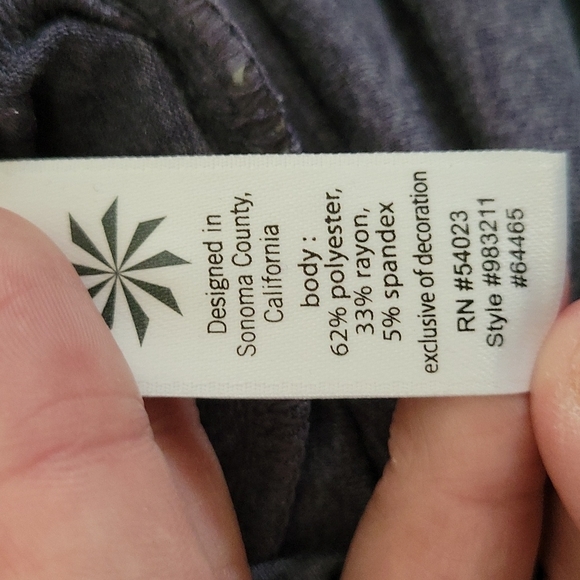 Designed in
Sonoma County,
California
body :
62% polyester,
33% rayon,
5% spandex
exclusive of decoration
RN #54023
Style #983211
#64465